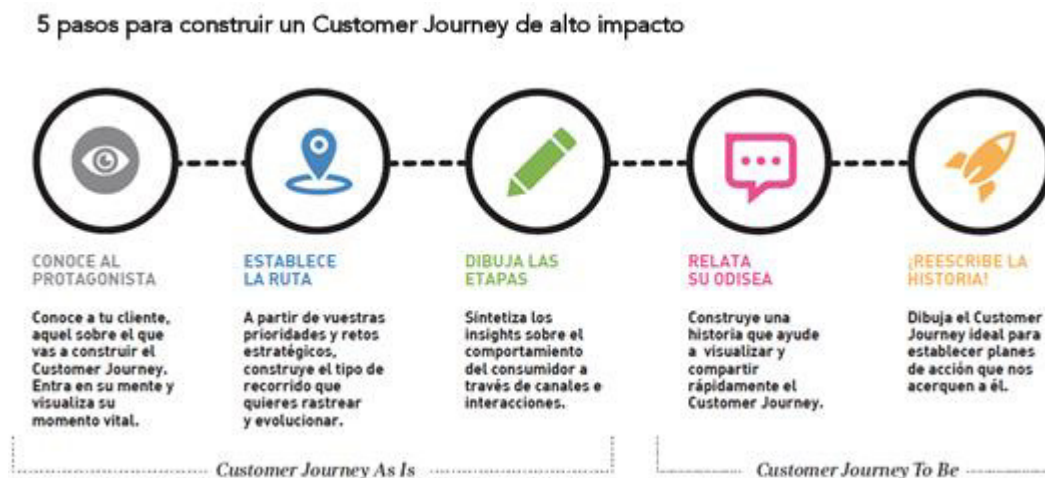 5 pasos para construir un Customer Journey de alto impacto
CONOCE AL
PROTAGONISTA
Conoce a tu cliente,
aquel sobre el que
vas a construir el
Customer Journey.
Entra en su mente y
visualiza su
momento vital.
ESTABLECE
LA RUTA
A partir de vuestras
prioridades y retos
estratégicos,
construye el tipo de
recorrido que
quieres rastrear
y evolucionar.
DIBUJA LAS
ETAPAS
Sintetiza los
insights sobre el
comportamiento
del consumidor a
través de canales e
interacciones.
RELATA
SU ODISEA
Construye una
historia que ayude
a visualizar y
compartir
rápidamente el
Customer Journey.
¡REESCRIBE LA
HISTORIA!
Dibuja el Customer
Journey ideal para
establecer planes
de acción que nos
acerquen a él.
Customer Journey As Is
Customer Journey To Be